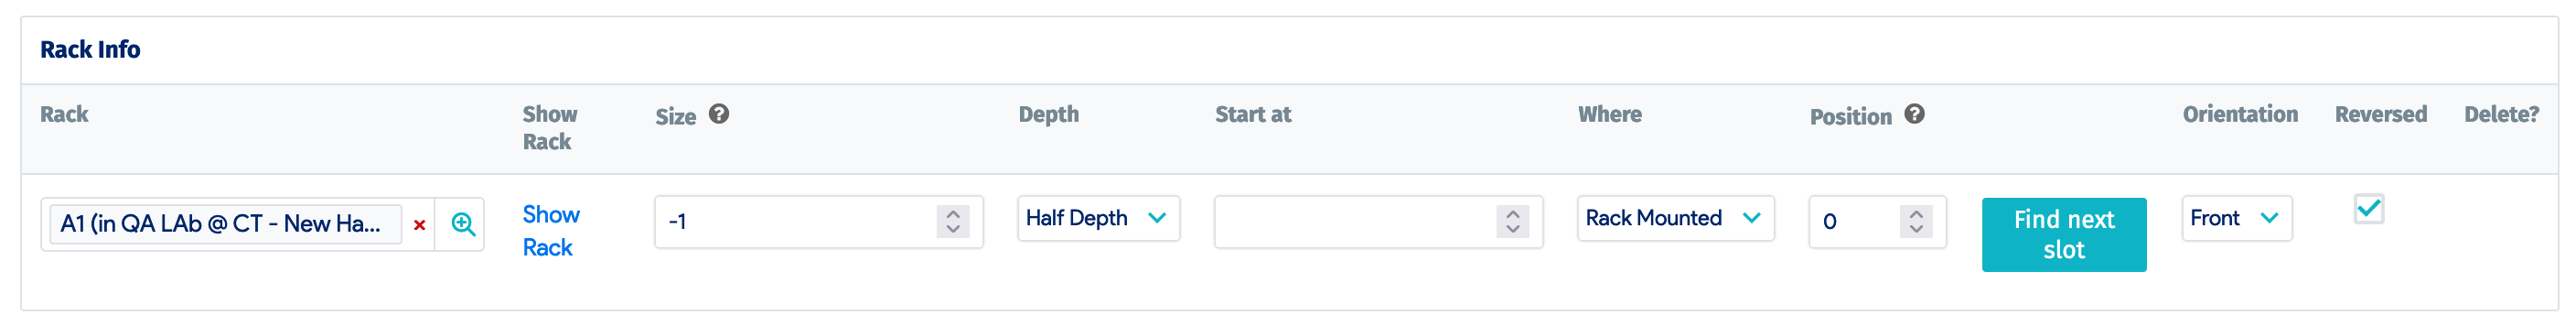 Rack Info
Rack
Show
Rack
Size ?
Depth
Start at
Where
Position ?
Orientation
Reversed
Delete?
A1 (in QA LAb @ CT - New Ha...
×
Show
Rack
-1
Half Depth
Rack Mounted
0
Find next
slot
Front